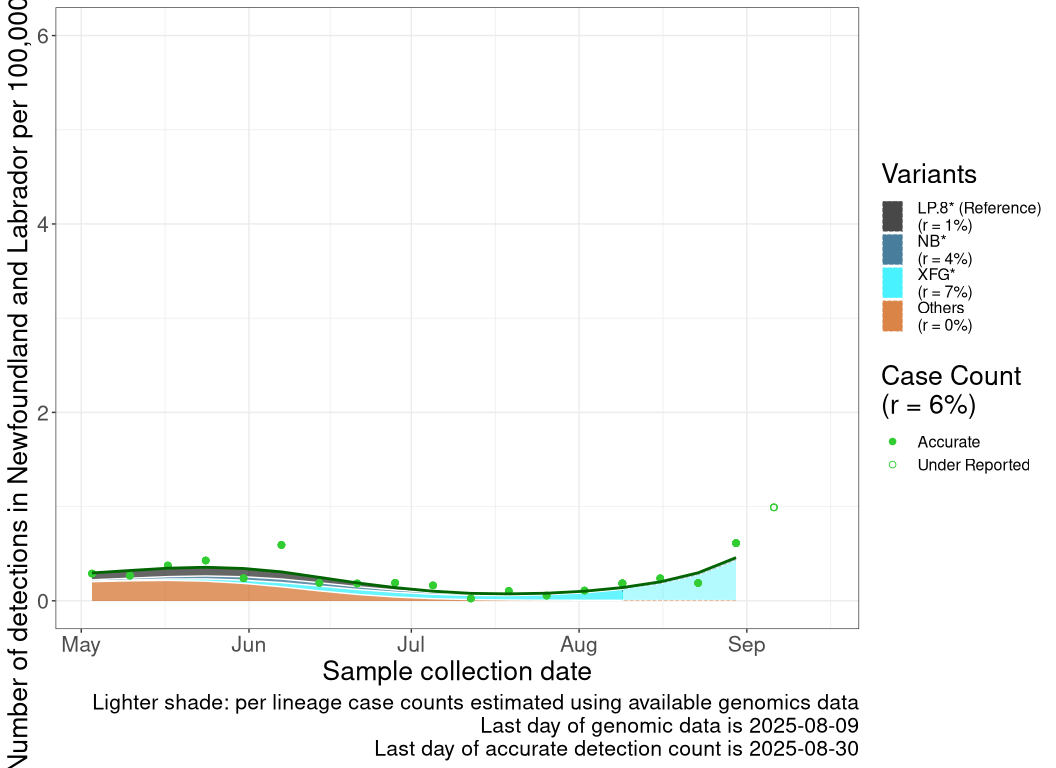 Number of detections in Newfoundland and Labrador per 100,000
6
4
2
0
May
Jun
Jul
Aug
Sep
Sample collection date
Lighter shade: per lineage case counts estimated using available genomics data
Last day of genomic data is 2025-08-09
Last day of accurate detection count is 2025-08-30
Variants
LP.8* (Reference)
(r = 1%)
NB*
(r = 4%)
XFG*
(r = 7%)
Others
(r = 0%)
Case Count
(r = 6%)
Accurate
Under Reported